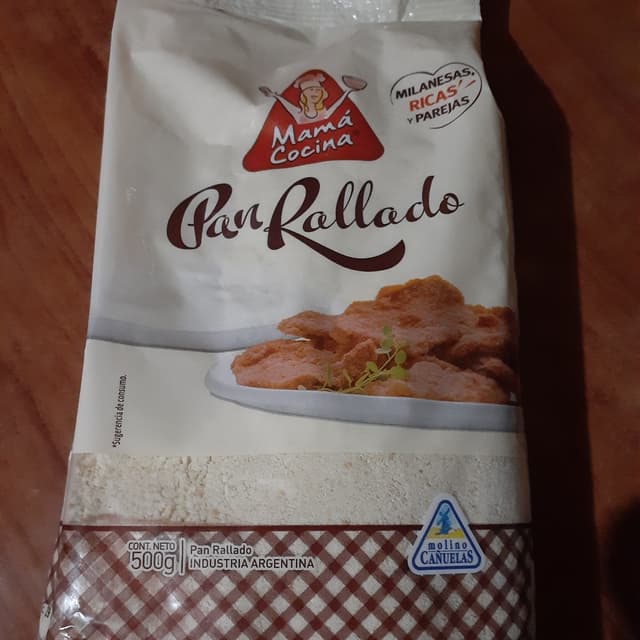 Mamá
Cocina
MILANESAS,
RICAS
Y PAREJAS
Pan Rallado
*Sugerencia de consumo.
CONT. NETO
500g
Pan Rallado
INDUSTRIA ARGENTINA
molino
CAÑUELAS